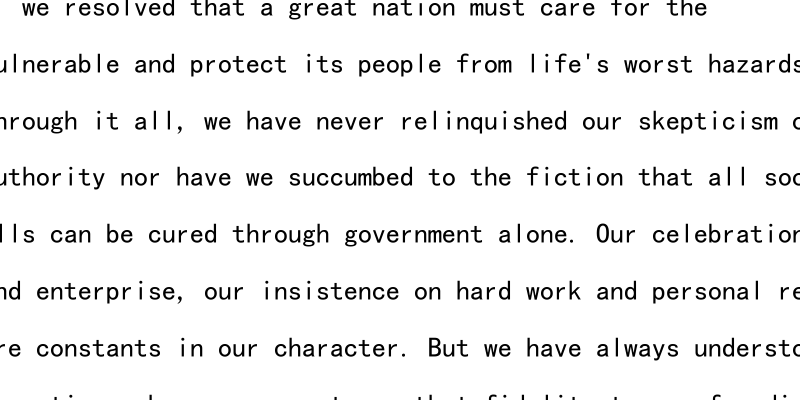 we resolved that a great nation must care for the
ulnerable and protect its people from life's worst hazards
hrough it all, we have never relinquished our skepticism
uthority nor have we succumbed to the fiction that all soc
lls can be cured through government alone. Our celebration
nd enterprise, our insistence on hard work and personal re
re constants in our character. But we have always understo
that fidelity